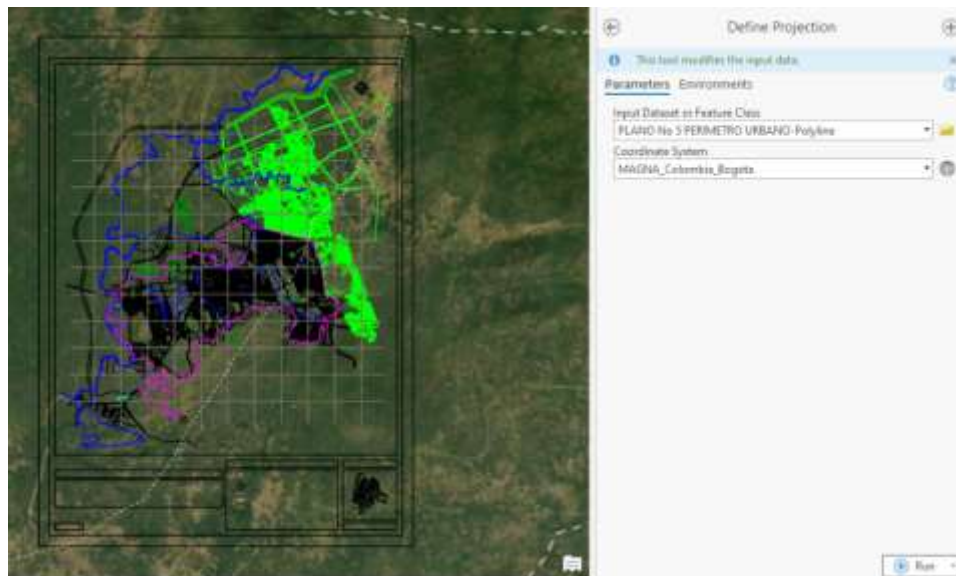 Define Projection
This tool modifies the input data.
Parameters Environments
Input Dataset or Feature Class
PLANO No 5 PERIMETRO URBANO-Polyline
Coordinate System
MAGNA_Colombia_Bogota
Run